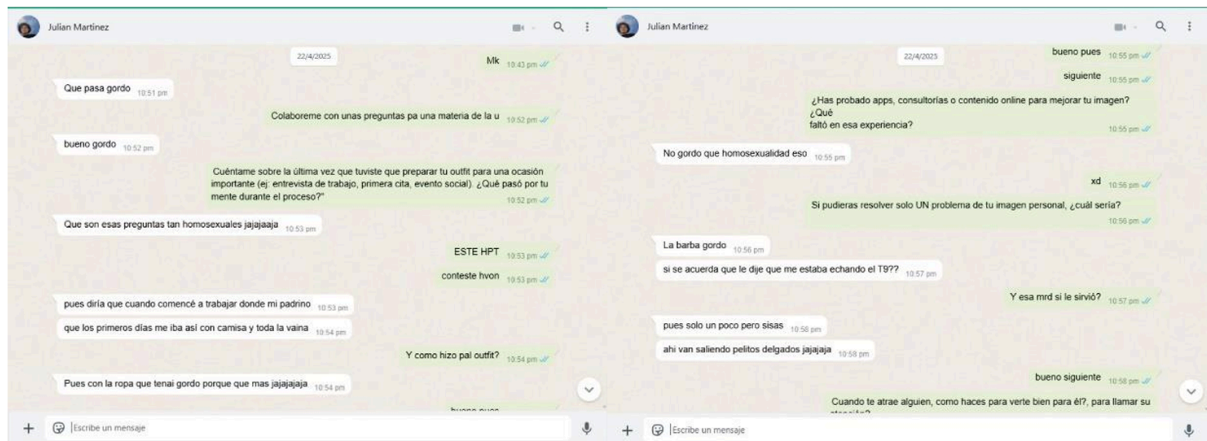 Julian Martinez
22/4/2025
Mk 10:43 pm
Que pasa gordo 10:51 pm
Colaboreme con unas preguntas pa una materia de la u 10:52 pm
bueno gordo 10:52 pm
Cuéntame sobre la última vez que tuviste que preparar tu outfit para una ocasión
importante (ej: entrevista de trabajo, primera cita, evento social). ¿Qué pasó por tu
mente durante el proceso?" 10:52 pm
Que son esas preguntas tan homosexuales jajajaaja 10:53 pm
ESTE HPT 10:53 pm
conteste hvon 10:53 pm
pues diría que cuando comencé a trabajar donde mi padrino 10:53 pm
que los primeros días me iba así con camisa y toda la vaina 10:54 pm
Y como hizo pal outfit? 10:54 pm
Pues con la ropa que tenai gordo porque que mas jajajajaja 10:54 pm
bueno pues
Escribe un mensaje
Julian Martinez
22/4/2025
bueno pues 10:55 pm
siguiente 10:55 pm
¿Has probado apps, consultorías o contenido online para mejorar tu imagen?
¿Qué
faltó en esa experiencia? 10:55 pm
No gordo que homosexualidad eso 10:55 pm
xd 10:56 pm
Si pudieras resolver solo UN problema de tu imagen personal, ¿cuál sería?
10:56 pm
La barba gordo 10:56 pm
si se acuerda que le dije que me estaba echando el T9?? 10:57 pm
Y esa mrd si le sirvió? 10:57 pm
pues solo un poco pero sisas 10:58 pm
ahi van saliendo pelitos delgados jajajaja 10:58 pm
bueno siguiente 10:58 pm
Cuando te atrae alguien, como haces para verte bien para él?, para llamar su
atención?
Escribe un mensaje